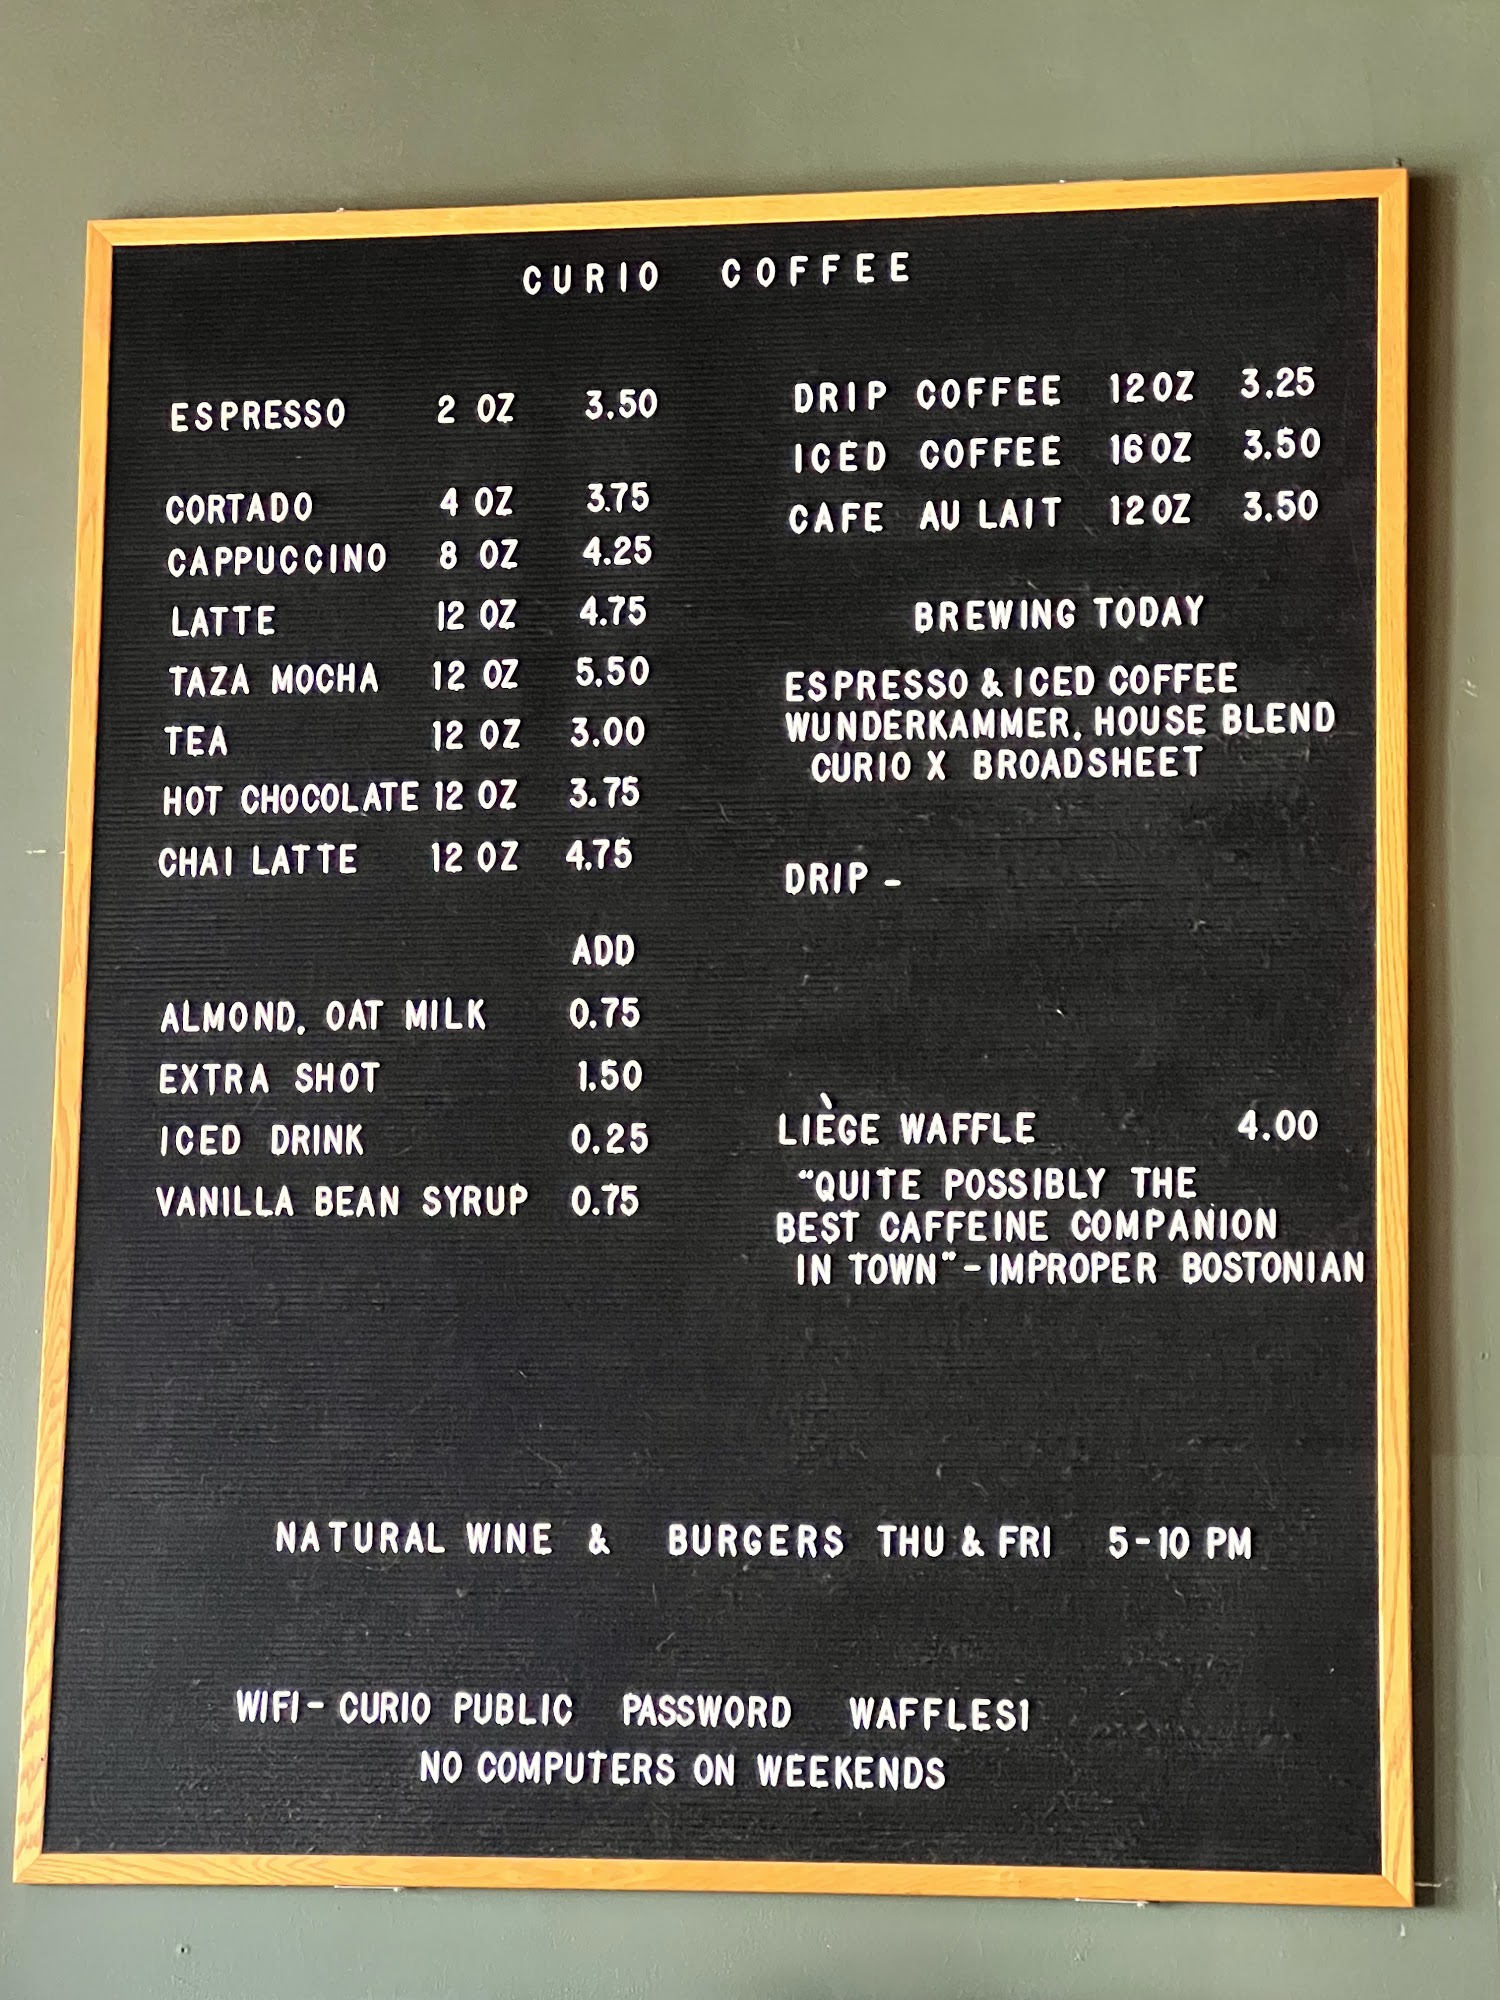 CURIO COFFEE
ESPRESSO 2 OZ 3.50
CORTADO 4 OZ 3.75
CAPPUCCINO 8 OZ 4.25
LATTE 12 OZ 4.75
TAZA MOCHA 12 OZ 5.50
TEA 12 OZ 3.00
HOT CHOCOLATE 12 OZ 3.75
CHAI LATTE 12 OZ 4.75
ADD
ALMOND, OAT MILK 0.75
EXTRA SHOT 1.50
ICED DRINK 0.25
VANILLA BEAN SYRUP 0.75
DRIP COFFEE 12OZ 3.25
ICED COFFEE 16OZ 3.50
CAFE AU LAIT 12OZ 3.50
BREWING TODAY
ESPRESSO & ICED COFFEE
WUNDERKAMMER, HOUSE BLEND
CURIO X BROADSHEET
DRIP -
LIÈGE WAFFLE 4.00
"QUITE POSSIBLY THE
BEST CAFFEINE COMPANION
IN TOWN"-IMPROPER BOSTONIAN
NATURAL WINE & BURGERS THU & FRI 5-10 PM
WIFI- CURIO PUBLIC PASSWORD WAFFLES1
NO COMPUTERS ON WEEKENDS